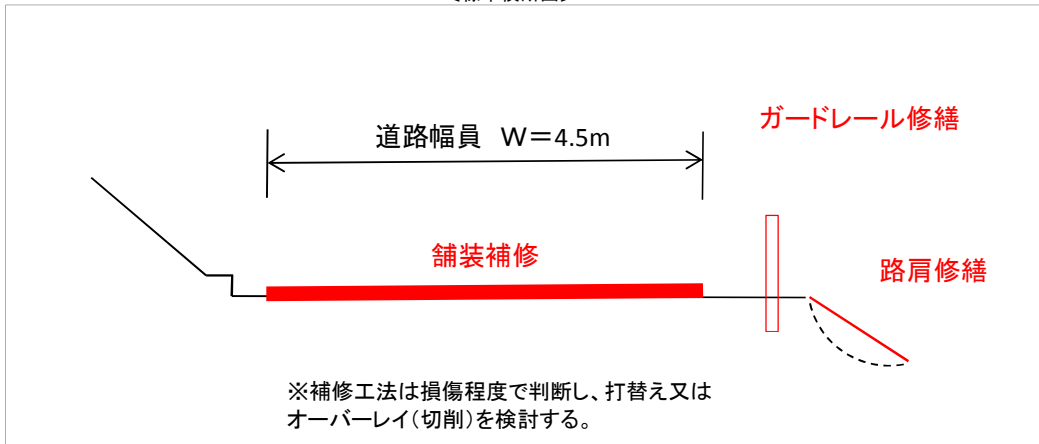 ガードレール修繕
道路幅員 W=4.5m
舗装補修
路肩修繕
※補修工法は損傷程度で判断し、打替え又は
オーバーレイ(切削)を検討する。